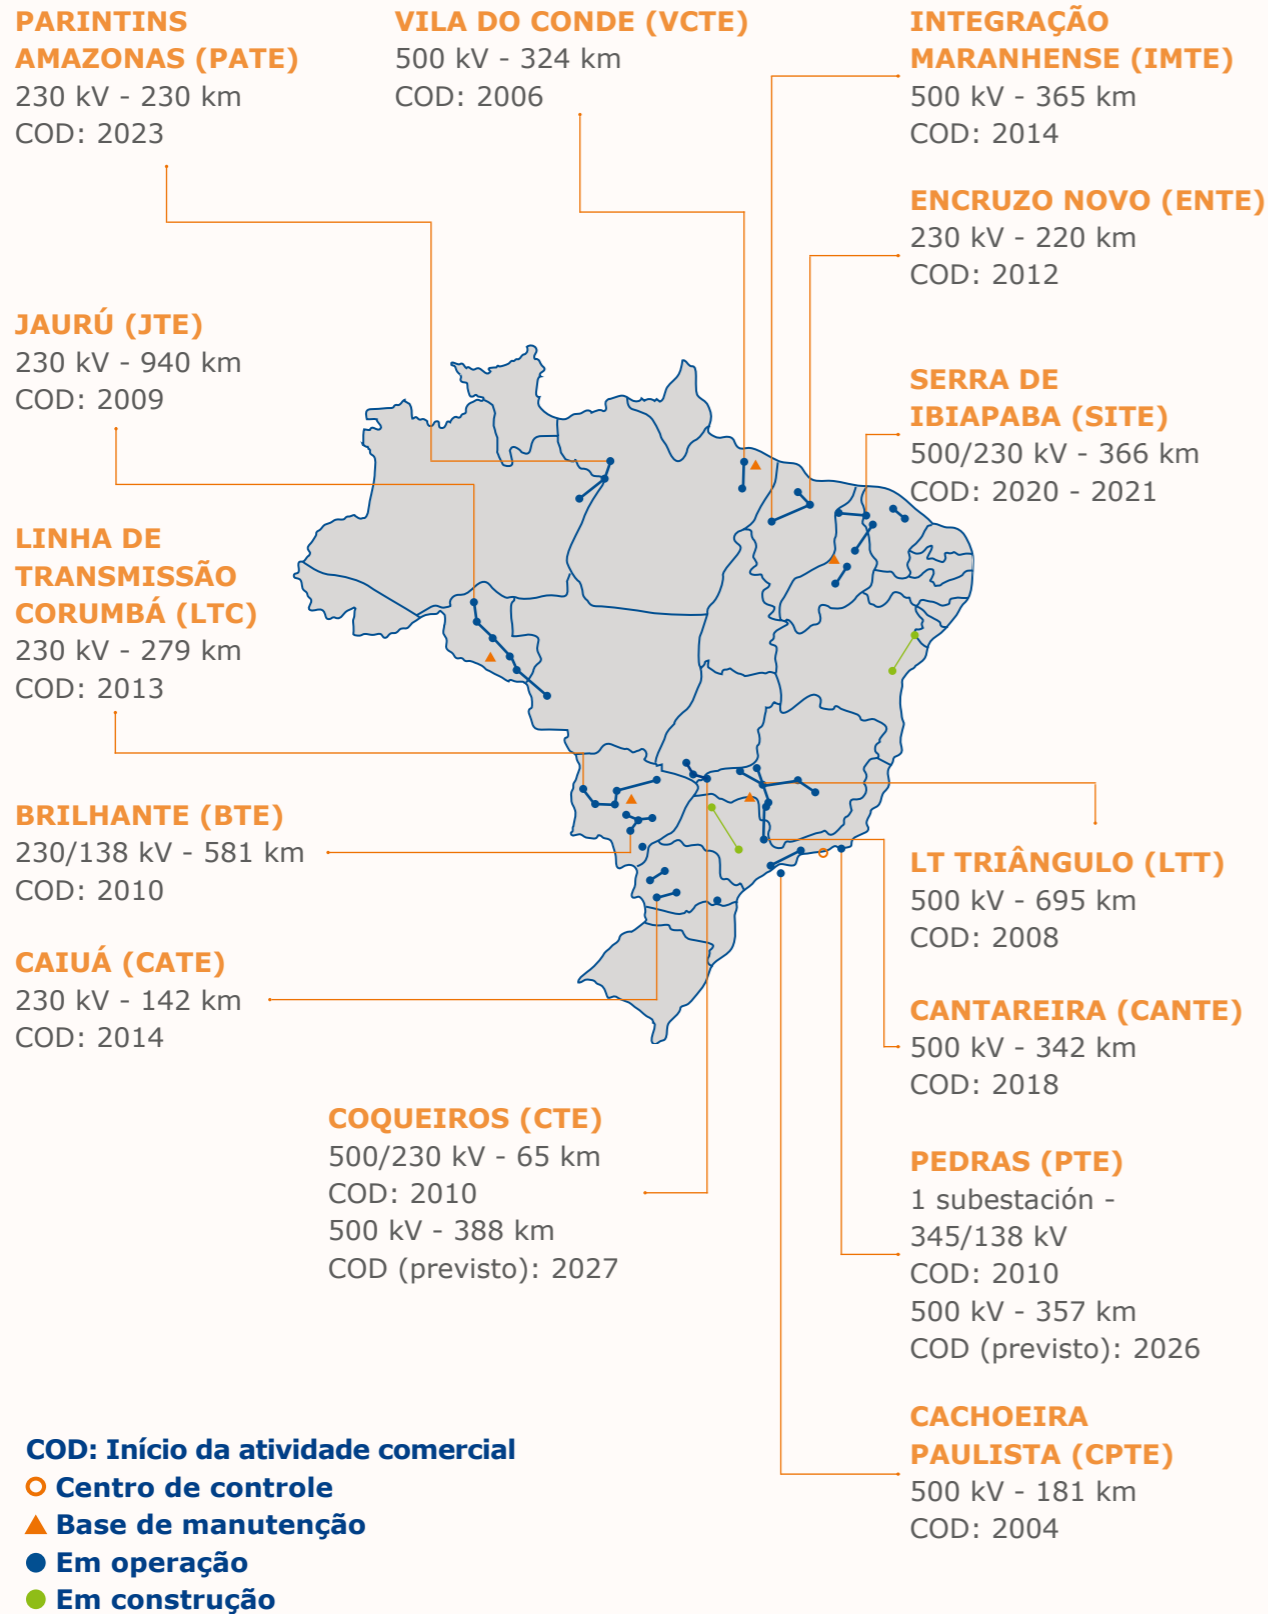 PARINTINS
AMAZONAS (PATE)
230 kV - 230 km
COD: 2023
VILA DO CONDE (VCTE)
500 kV - 324 km
COD: 2006
INTEGRAÇÃO
MARANHENSE (IMTE)
500 kV - 365 km
COD: 2014
ENCRUZO NOVO (ENTE)
230 kV - 220 km
COD: 2012
JAURÚ (JTE)
230 kV - 940 km
COD: 2009
SERRA DE
IBIAPABA (SITE)
500/230 kV - 366 km
COD: 2020 - 2021
LINHA DE
TRANSMISSÃO
CORUMBÁ (LTC)
230 kV - 279 km
COD: 2013
BRILHANTE (BTE)
230/138 kV - 581 km
COD: 2010
LT TRIÂNGULO (LTT)
500 kV - 695 km
COD: 2008
CAIUÁ (CATE)
230 kV - 142 km
COD: 2014
CANTAREIRA (CANTE)
500 kV - 342 km
COD: 2018
COQUEIROS (CTE)
500/230 kV - 65 km
COD: 2010
500 kV - 388 km
COD (previsto): 2027
PEDRAS (PTE)
1 subestación -
345/138 kV
COD: 2010
500 kV - 357 km
COD (previsto): 2026
CACHOEIRA
PAULISTA (CPTE)
500 kV - 181 km
COD: 2004
COD: Início da atividade comercial
Centro de controle
Base de manutenção
Em operação
Em construção